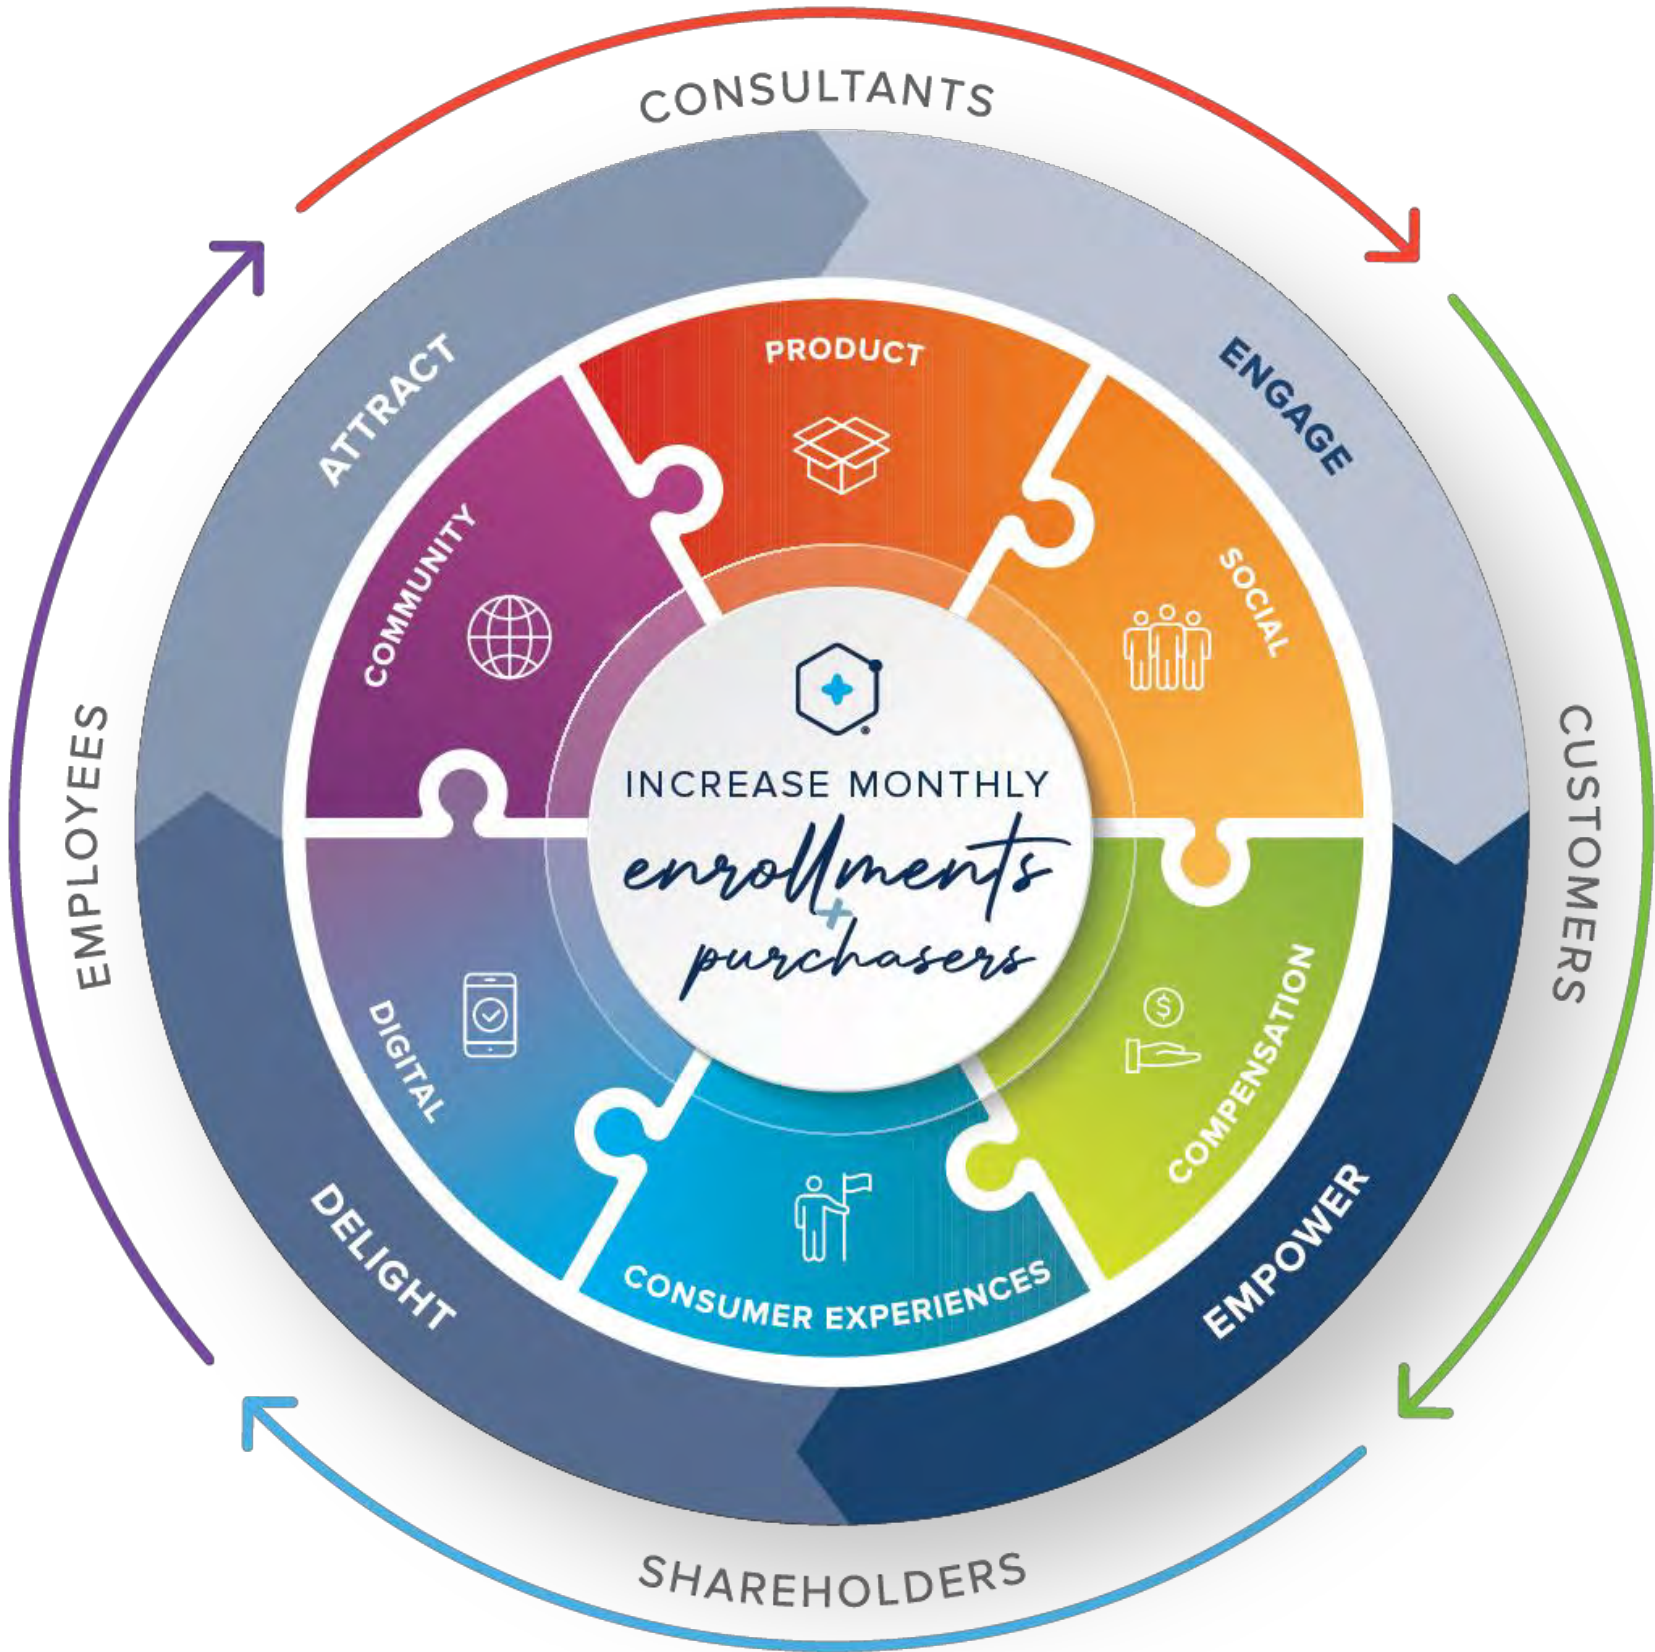 CONSULTANTS
ATTRACT
ENGAGE
PRODUCT
COMMUNITY
SOCIAL
EMPLOYEES
CUSTOMERS
INCREASE MONTHLY
enrollments
+
purchasers
DIGITAL
$
COMPENSATION
CONSUMER EXPERIENCES
DELIGHT
EMPOWER
SHAREHOLDERS